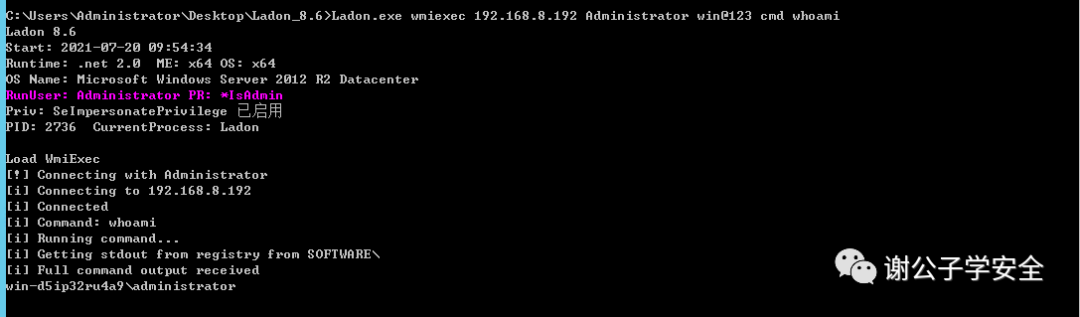 C:\Users\Administrator\Desktop\Ladon_8.6>Ladon.exe wmiexec 192.168.8.192 Administrator win@123 cmd whoami
Ladon 8.6
Start: 2021-07-20 09:54:34
Runtime: .net 2.0  ME: x64 OS: x64
OS Name: Microsoft Windows Server 2012 R2 Datacenter
RunUser: Administrator PR: *IsAdmin
Priv: SeImpersonatePrivilege 已启用
PID: 2736  CurrentProcess: Ladon
Load WmiExec
[!] Connecting with Administrator
[i] Connecting to 192.168.8.192
[i] Connected
[i] Command: whoami
[i] Running command...
[i] Getting stdout from registry from SOFTWARE\
[i] Full command output received
win-d5ip32ru4a9\administrator
谢公子学安全